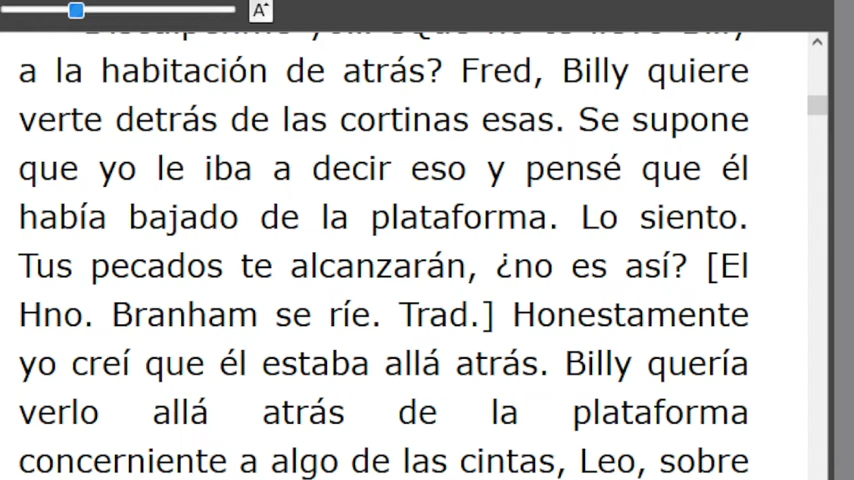 A
a la habitación de atrás? Fred, Billy quiere
verte detrás de las cortinas esas. Se supone
que yo le iba a decir eso y pensé que él
había bajado de la plataforma. Lo siento.
Tus pecados te alcanzarán, ¿no es así? [El
Hno. Branham se ríe. Trad.] Honestamente
yo creí que él estaba allá atrás. Billy quería
verlo allá atrás de la plataforma
concerniente a algo de las cintas, Leo, sobre